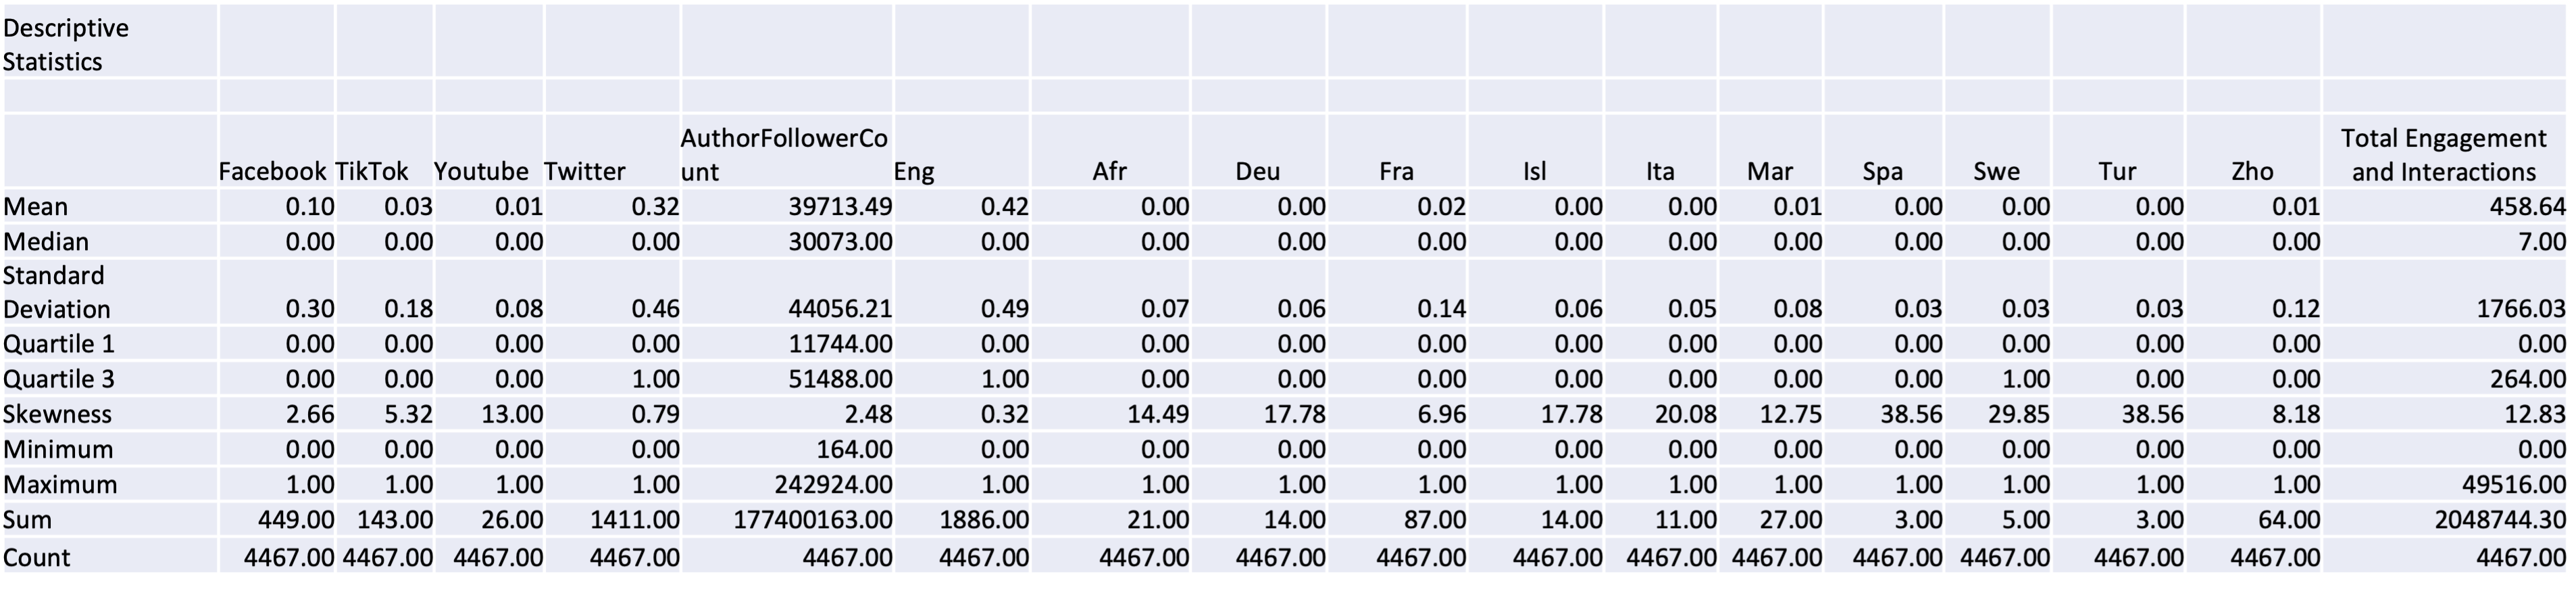 Descriptive
Statistics
AuthorFollowerCo Total Engagement
Facebook TikTok Youtube Twitter unt Eng Afr Deu Fra Isl Ita Mar Spa Swe Tur Zho and Interactions
Mean 0.10 0.03 0.01 0.32 39713.49 0.42 0.00 0.00 0.02 0.00 0.00 0.01 0.00 0.00 0.00 0.01 458.64
Median 0.00 0.00 0.00 0.00 30073.00 0.00 0.00 0.00 0.00 0.00 0.00 0.00 0.00 0.00 0.00 0.00 7.00
Standard
Deviation 0.30 0.18 0.08 0.46 44056.21 0.49 0.07 0.06 0.14 0.06 0.05 0.08 0.03 0.03 0.03 0.12 1766.03
Quartile 1 0.00 0.00 0.00 0.00 11744.00 0.00 0.00 0.00 0.00 0.00 0.00 0.00 0.00 0.00 0.00 0.00 0.00
Quartile 3 0.00 0.00 0.00 1.00 51488.00 1.00 0.00 0.00 0.00 0.00 0.00 0.00 0.00 1.00 0.00 0.00 264.00
Skewness 2.66 5.32 13.00 0.79 2.48 0.32 14.49 17.78 6.96 17.78 20.08 12.75 38.56 29.85 38.56 8.18 12.83
Minimum 0.00 0.00 0.00 0.00 164.00 0.00 0.00 0.00 0.00 0.00 0.00 0.00 0.00 0.00 0.00 0.00 0.00
Maximum 1.00 1.00 1.00 1.00 242924.00 1.00 1.00 1.00 1.00 1.00 1.00 1.00 1.00 1.00 1.00 1.00 49516.00
Sum 449.00 143.00 26.00 1411.00 177400163.00 1886.00 21.00 14.00 87.00 14.00 11.00 27.00 3.00 5.00 3.00 64.00 2048744.30
Count 4467.00 4467.00 4467.00 4467.00 4467.00 4467.00 4467.00 4467.00 4467.00 4467.00 4467.00 4467.00 4467.00 4467.00 4467.00 4467.00 4467.00